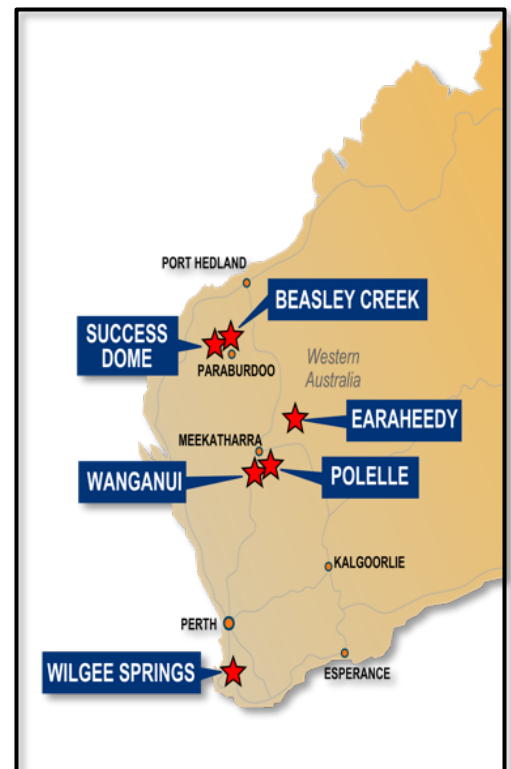 PORT HEDLAND
BEASLEY CREEK
SUCCESS
DOME
PARABURDOO
Western
Australia
EARAHEEDY
MEEKATHARRA
WANGANUI
POLELLE
KALGOORLIE
PERTH
WILGEE SPRINGS
ESPERANCE